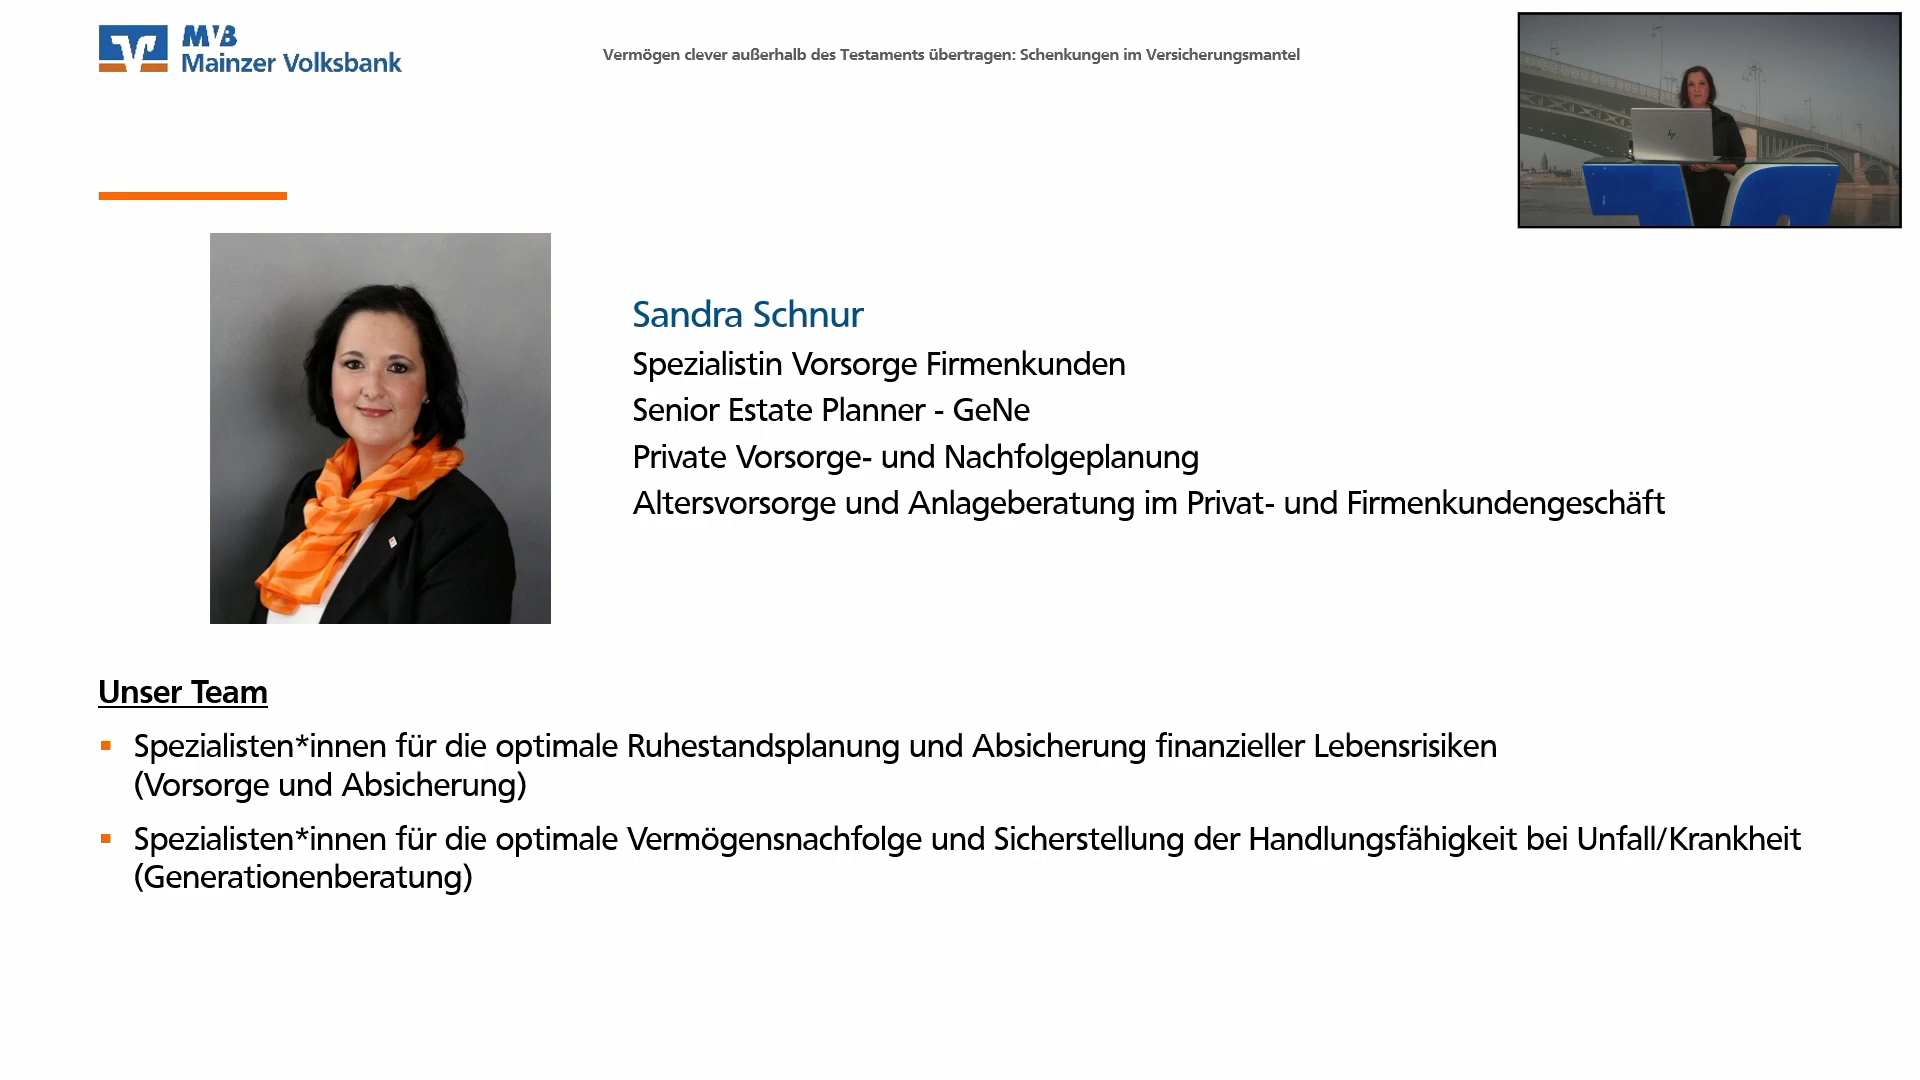 MVB
Mainzer Volksbank
Vermögen clever außerhalb des Testaments übertragen: Schenkungen im Versicherungsmantel
hp
Sandra Schnur
Spezialistin Vorsorge Firmenkunden
Senior Estate Planner - GeNe
Private Vorsorge- und Nachfolgeplanung
Altersvorsorge und Anlageberatung im Privat- und Firmenkundengeschäft
Unser Team
Spezialisten*innen für die optimale Ruhestandsplanung und Absicherung finanzieller Lebensrisiken
(Vorsorge und Absicherung)
Spezialisten*innen für die optimale Vermögensnachfolge und Sicherstellung der Handlungsfähigkeit bei Unfall/Krankheit
(Generationenberatung)